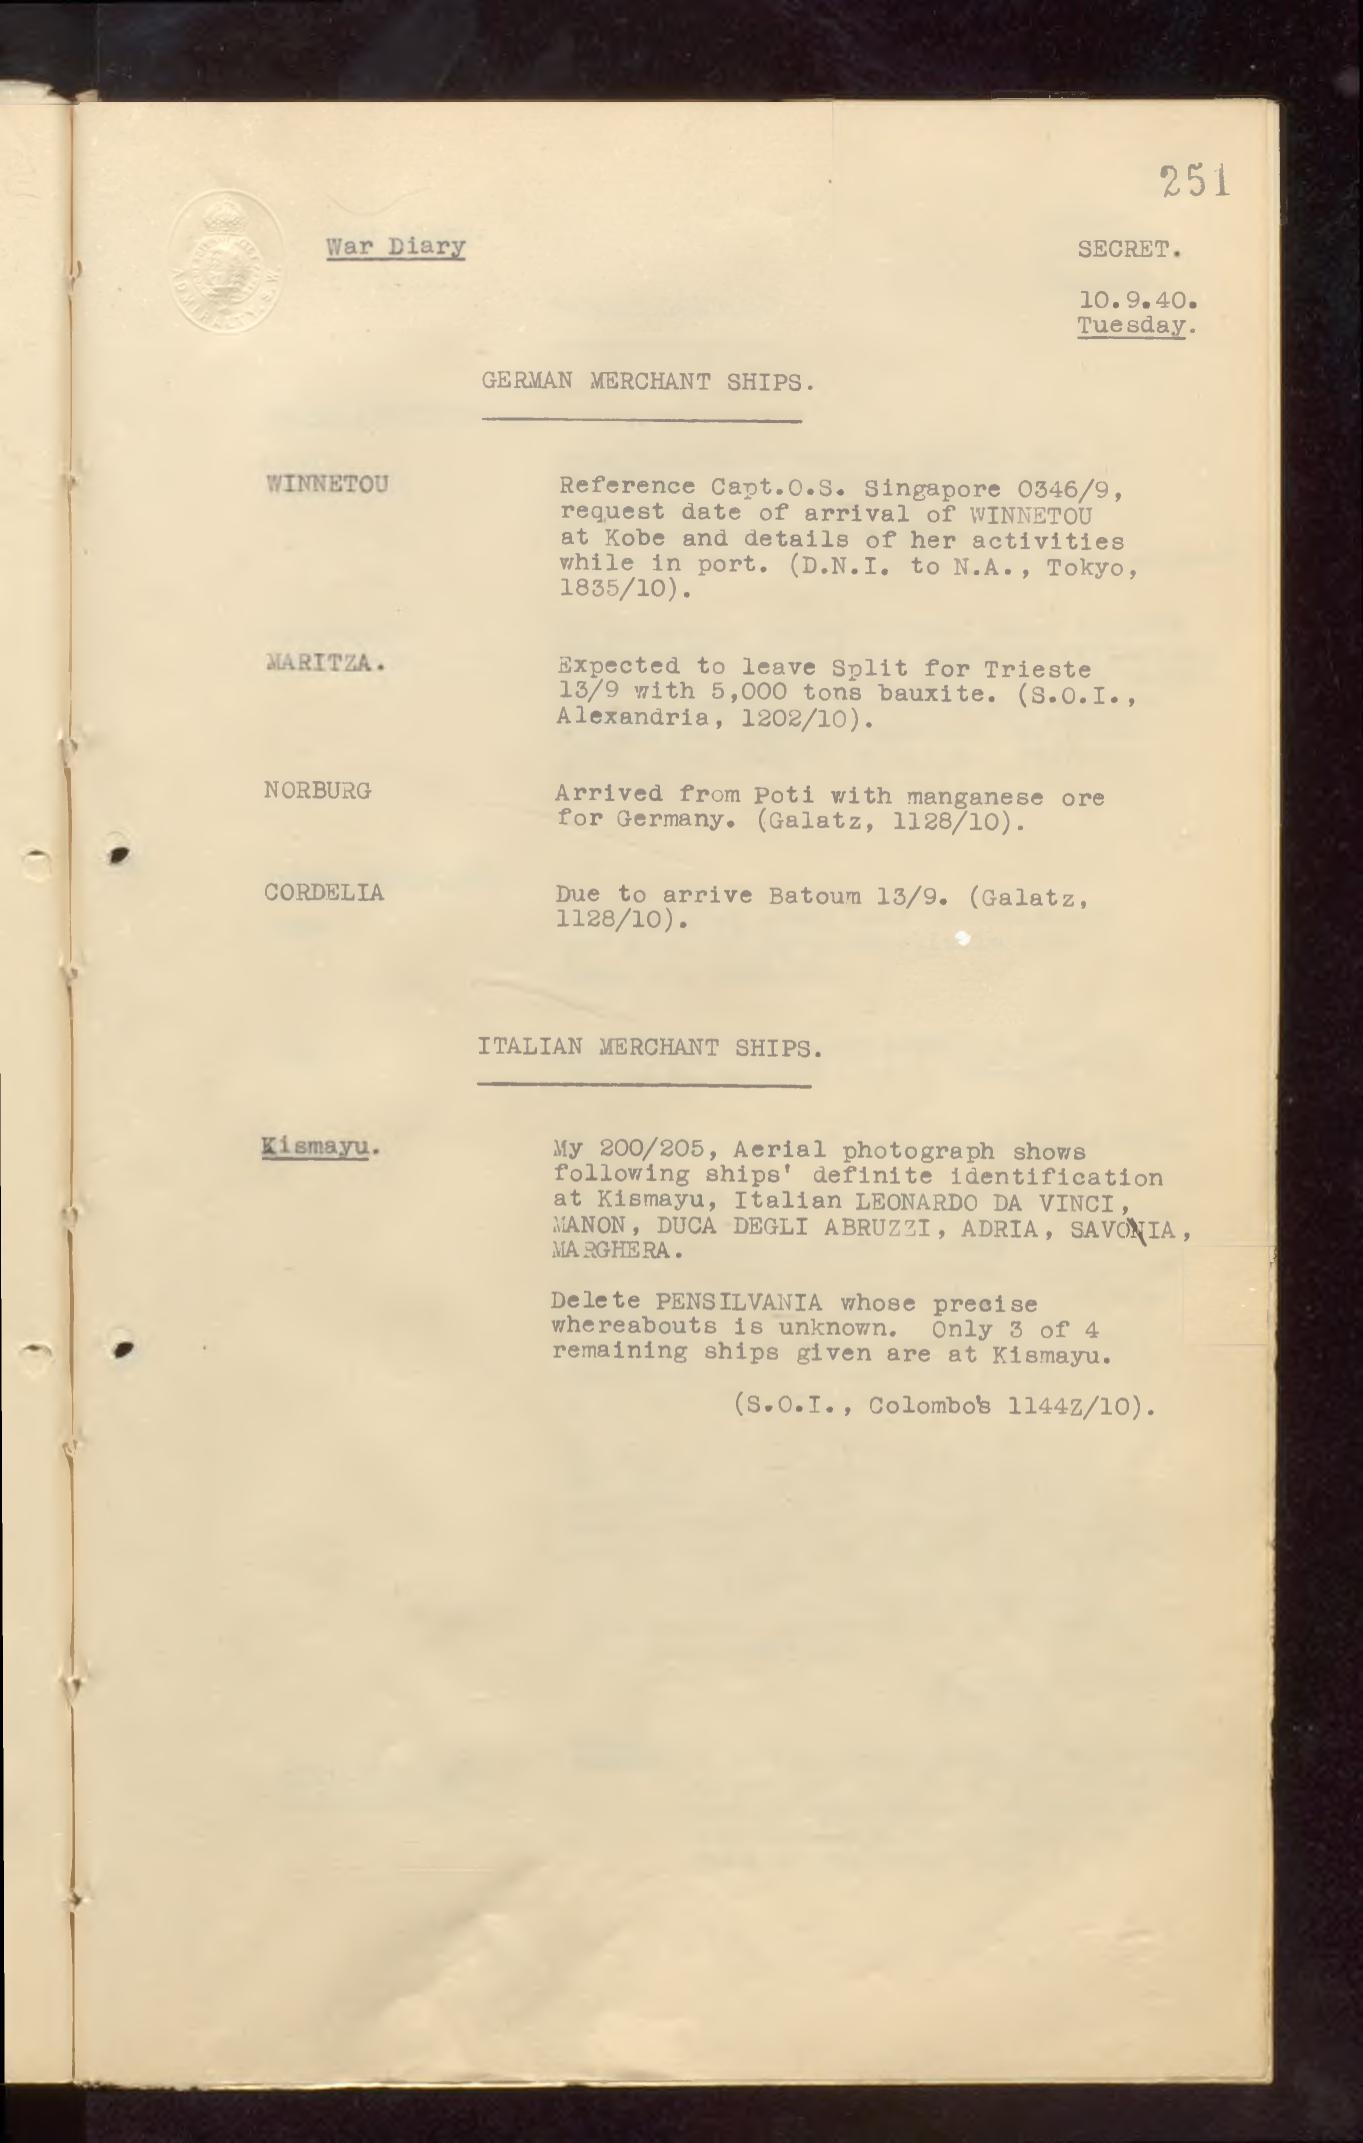 251
War Diary
SECRET.
10.9.40.
Tuesday.
GERMAN MERCHANT SHIPS.
WINNETOU
Reference Capt.O.S. Singapore 0346/9,
request date of arrival of WINNETOU
at Kobe and details of her activities
while in port. (D.N.I. to N.A., Tokyo,
1835/10).
MARITZA.
Expected to leave Split for Trieste
13/9 with 5,000 tons bauxite. (S.O.I.,
Alexandria, 1202/10).
NORBURG
Arrived from Poti with manganese ore
for Germany. (Galatz, 1128/10).
CORDELIA
Due to arrive Batoum 13/9. (Galatz,
1128/10).
ITALIAN MERCHANT SHIPS.
Kismayu.
My 200/205, Aerial photograph shows
following ships' definite identification
at Kismayu, Italian LEONARDO DA VINCI,
MANON, DUCA DEGLI ABRUZZI, ADRIA, SAVONIA,
MARGHERA.
Delete PENSILVANIA whose precise
whereabouts is unknown. Only 3 of 4
remaining ships given are at Kismayu.
(S.O.I., Colombo's 1144Z/10).
ADMIRALTY. S.W.